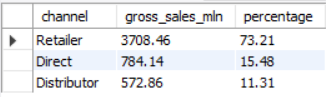 channel gross_sales_mln percentage
Retailer 3708.46 73.21
Direct 784.14 15.48
Distributor 572.86 11.31